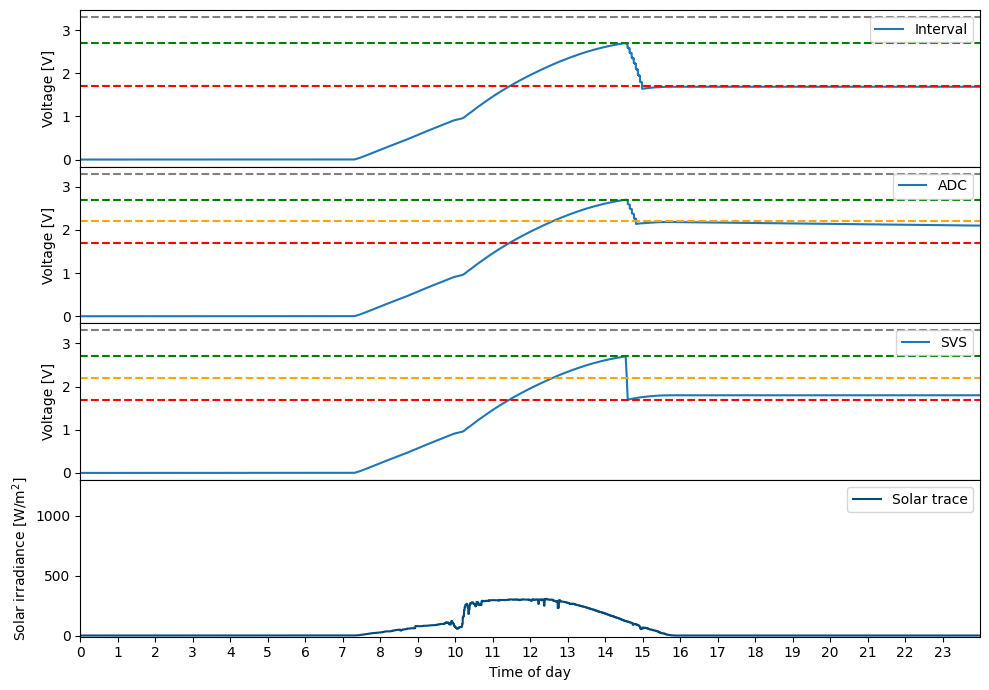 Voltage [V]
3
2
1
0
Interval
Voltage [V]
3
2
1
0
ADC
Voltage [V]
3
2
1
0
SVS
Solar irradiance [W/m²]
1000
500
0
Solar trace
0 1 2 3 4 5 6 7 8 9 10 11 12 13 14 15 16 17 18 19 20 21 22 23
Time of day